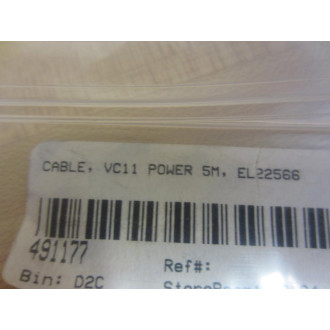 CABLE, VC11 POWER 5M, EL22566
491177
Ref#:
Bin: D2C